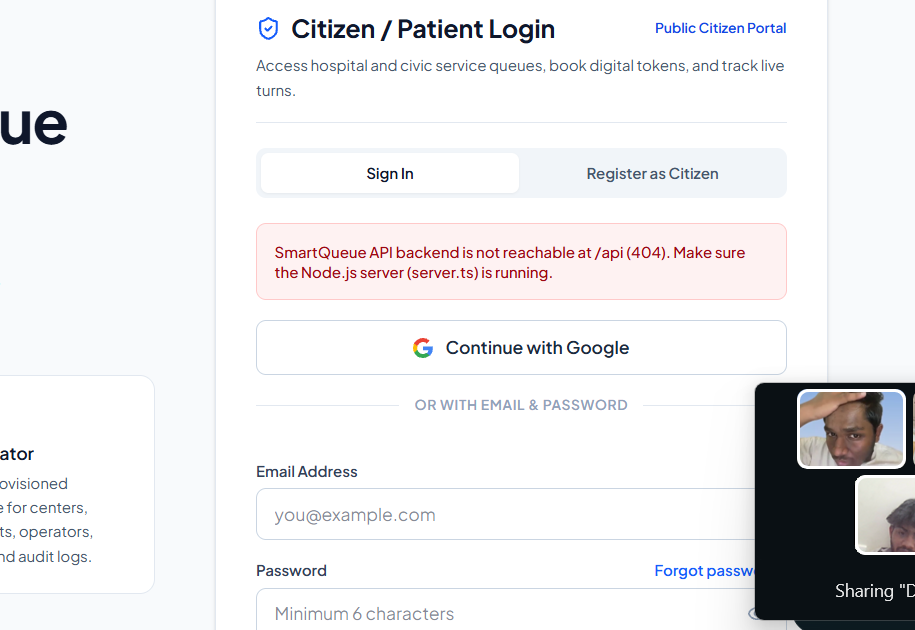 Citizen / Patient Login
Public Citizen Portal
Access hospital and civic service queues, book digital tokens, and track live
turns.
ue
Sign In
Register as Citizen
SmartQueue API backend is not reachable at /api (404). Make sure
the Node.js server (server.ts) is running.
Continue with Google
OR WITH EMAIL & PASSWORD
ator
ovisioned
e for centers,
ts, operators,
nd audit logs.
Email Address
you@example.com
Password
Forgot passw
Minimum 6 characters
Sharing "D